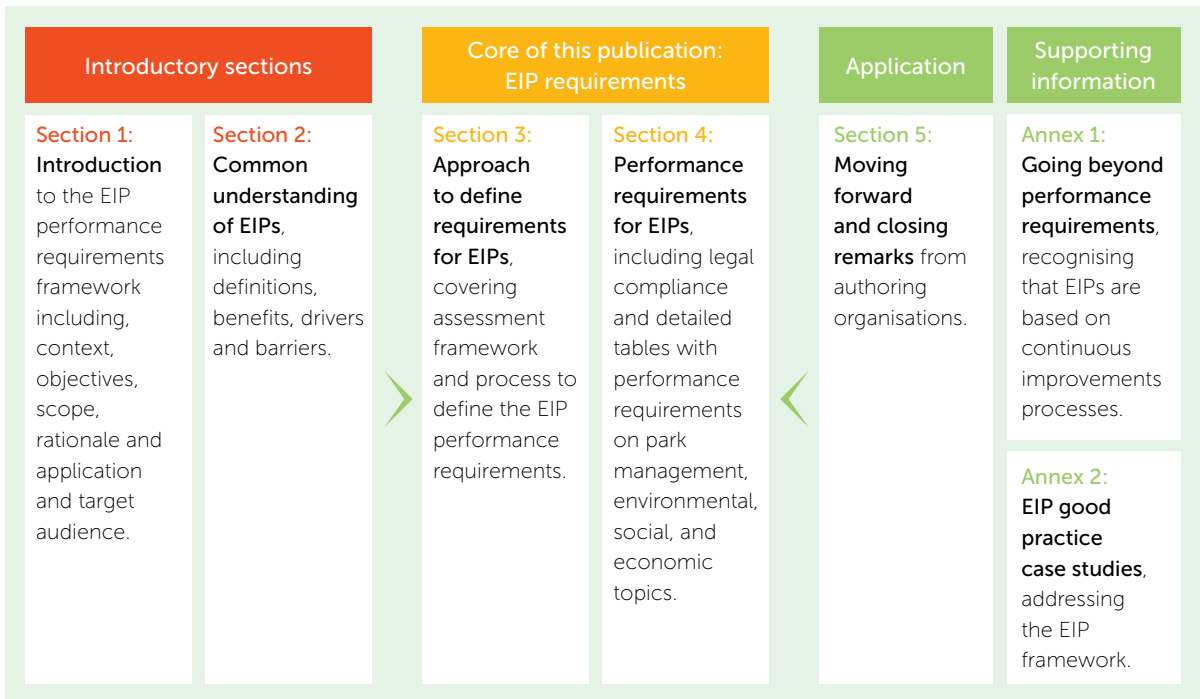 Introductory sections
Section 1:
Introduction
to the EIP
performance
requirements
framework
including,
context,
objectives,
scope,
rationale and
application
and target
audience.
Section 2:
Common
understanding
of EIPs,
including
definitions,
benefits, drivers
and barriers.
Core of this publication:
EIP requirements
Section 3:
Approach
to define
requirements
for EIPs,
covering
assessment
framework
and process to
define the EIP
performance
requirements.
Section 4:
Performance
requirements
for EIPs,
including legal
compliance
and detailed
tables with
performance
requirements
on park
management,
environmental,
social, and
economic
topics.
Application
Section 5:
Moving
forward
and closing
remarks from
authoring
organisations.
Supporting
information
Annex 1:
Going beyond
performance
requirements,
recognising
that EIPs are
based on
continuous
improvements
processes.
Annex 2:
EIP good
practice
case studies,
addressing
the EIP
framework.